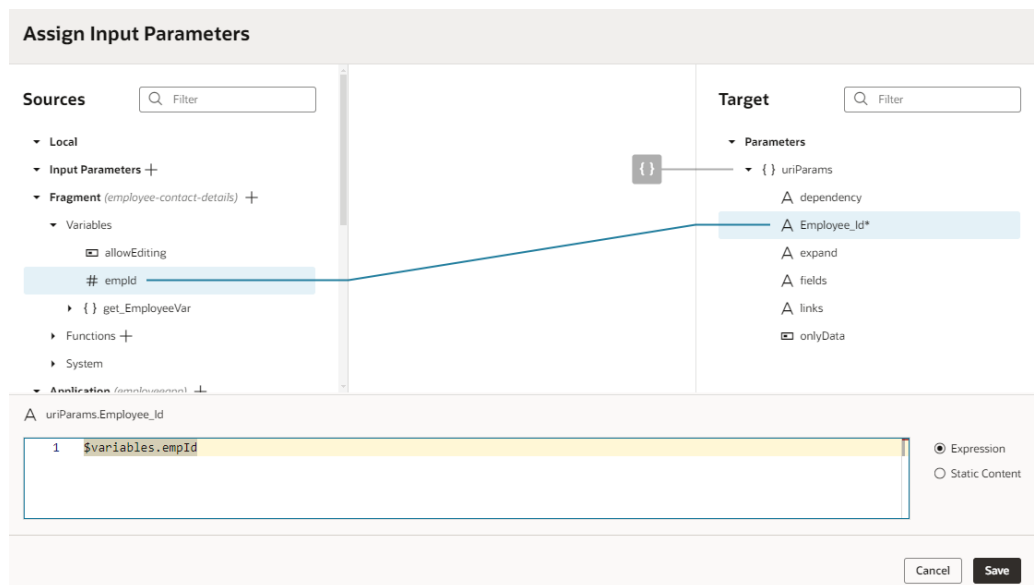 Assign Input Parameters
Sources
Filter
Local
Input Parameters
Fragment (employee-contact-details)
Variables
allowEditing
# empId
{ } get_EmployeeVar
Functions
System
Application (employeeapp)
{ }
Target
Filter
Parameters
{ } uriParams
A dependency
A Employee_Id*
A expand
A fields
A links
onlyData
A uriParams.Employee_Id
1 $variables.empId
Expression
Static Content
Cancel
Save